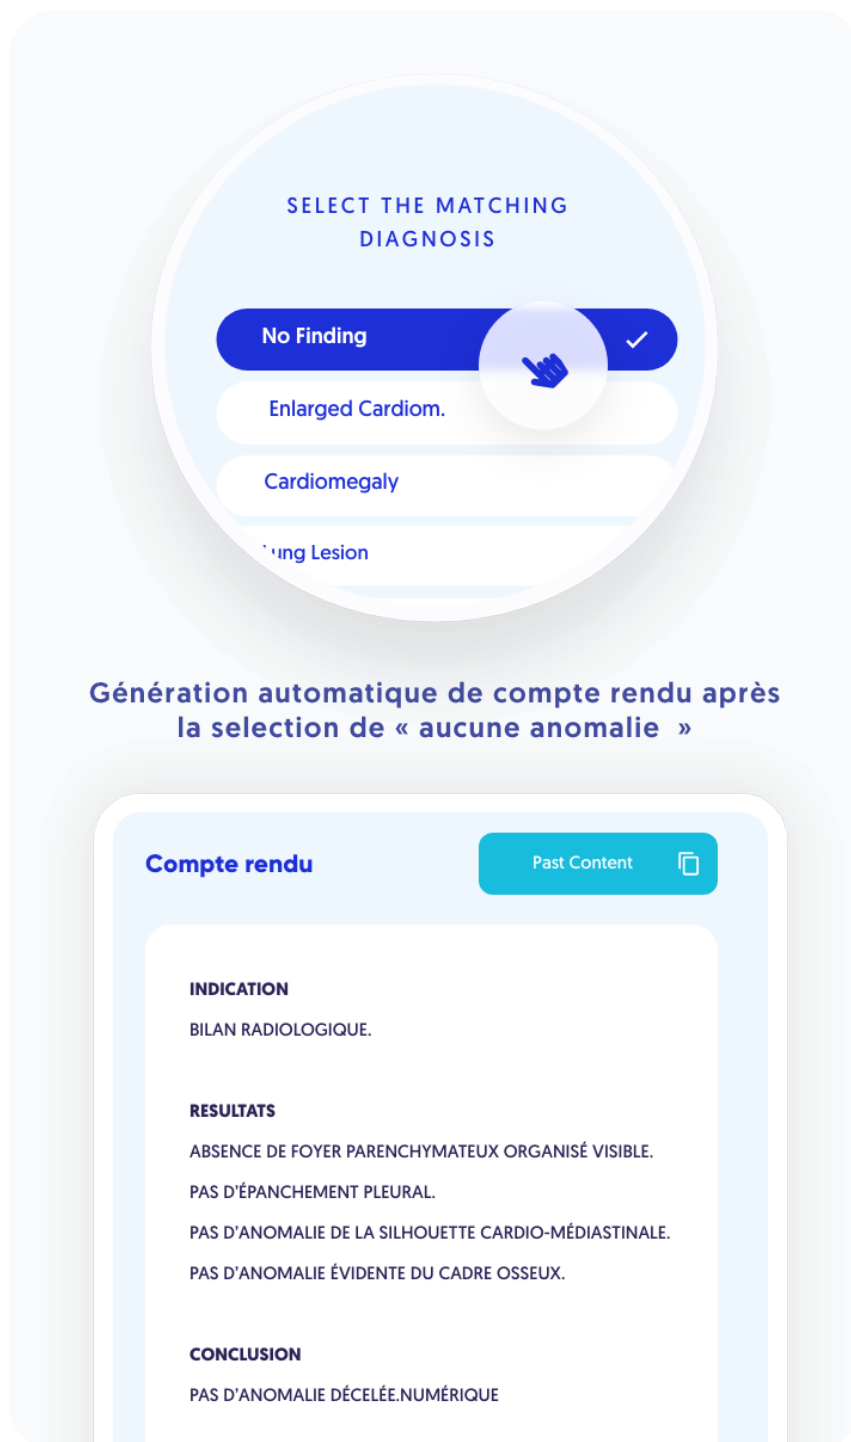 SELECT THE MATCHING
DIAGNOSIS
No Finding
Enlarged Cardiom.
Cardiomegaly
Lung Lesion
Génération automatique de compte rendu après
la selection de « aucune anomalie »
Compte rendu
Past Content
INDICATION
BILAN RADIOLOGIQUE.
RESULTATS
ABSENCE DE FOYER PARENCHYMATEUX ORGANISÉ VISIBLE.
PAS D'ÉPANCHEMENT PLEURAL.
PAS D'ANOMALIE DE LA SILHOUETTE CARDIO-MÉDIASTINALE.
PAS D'ANOMALIE ÉVIDENTE DU CADRE OSSEUX.
CONCLUSION
PAS D'ANOMALIE DÉCELÉE.NUMÉRIQUE